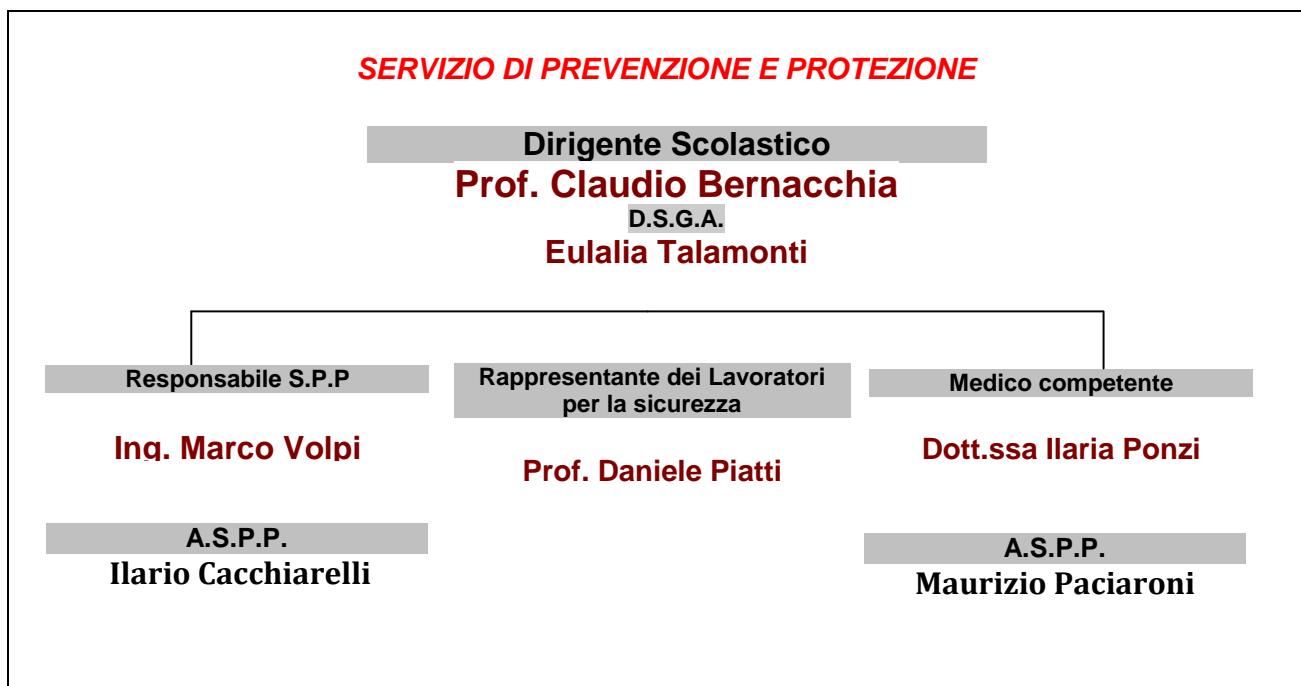 SERVIZIO DI PREVENZIONE E PROTEZIONE
Dirigente Scolastico
Prof. Claudio Bernacchia
D.S.G.A.
Eulalia Talamonti
Responsabile S.P.P
Ing. Marco Volpi
Rappresentante dei Lavoratori
per la sicurezza
Prof. Daniele Piatti
Medico competente
Dott.ssa Ilaria Ponzi
A.S.P.P.
Ilario Cacchiarelli
A.S.P.P.
Maurizio Paciaroni